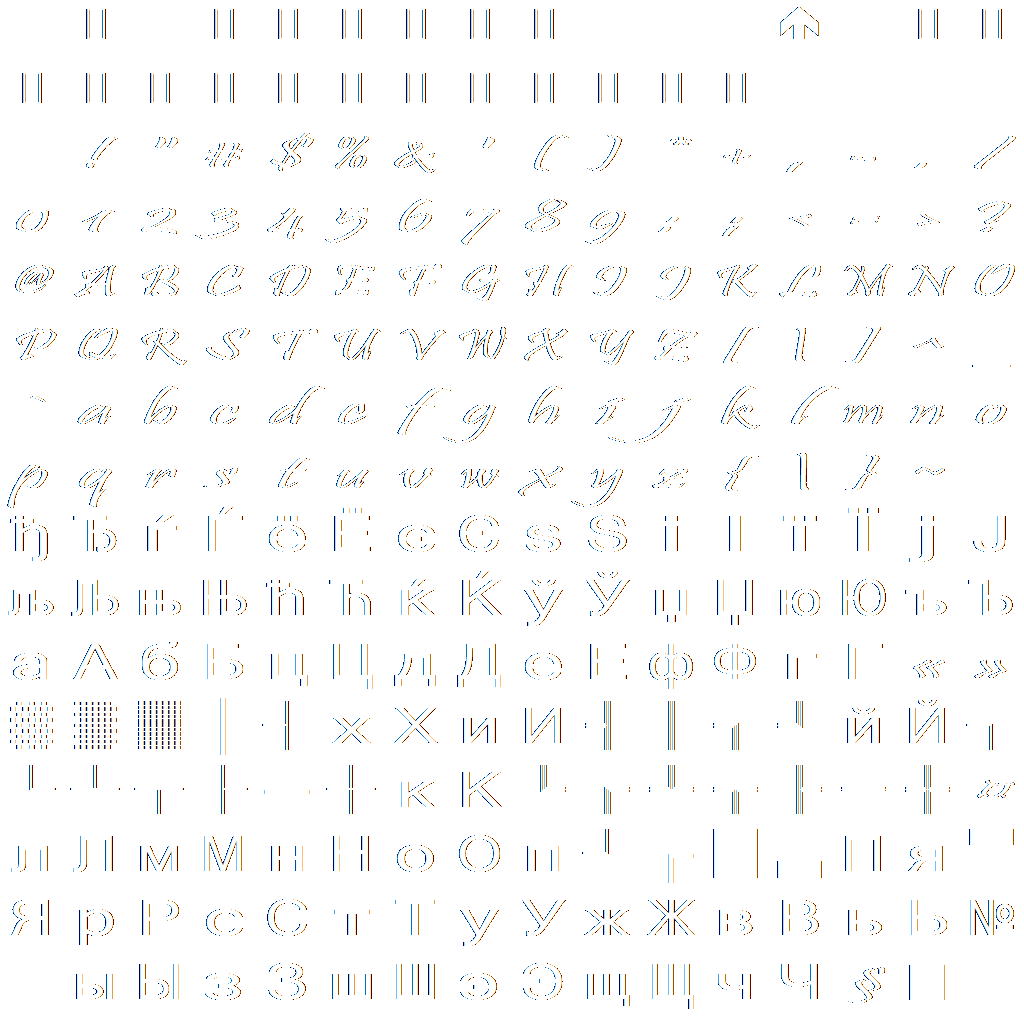 ! " # $ % & ' ( ) * + , - . /
0 1 2 3 4 5 6 7 8 9 : ; < = > ?
@ A B C D E F G H I J K L M N O
P Q R S T U V W X Y Z [ \ ] ^ _
` a b c d e f g h i j k l m n o
p q r s t u v w x y z { | } ~
ђ Ђ ѓ Ѓ ё Ё є Є ѕ Ѕ і І ї Ї ј Ј
љ Љ њ Њ ћ Ћ ќ Ќ ў Ў џ Џ ю Ю ъ Ъ
а А б Б ц Ц д Д е Е ф Ф г Г « »
░ ▒ ▓ │ ┤ х Х и И ╣ ║ ╗ ╝ й Й ┐
└ ┴ ┬ ├ ─ ┼ к К ╚ ╔ ╩ ╦ ╠ ═ ╬ ¤
л Л м М н Н о О п ┘ ┌ █ ▄ П я ▀
Я р Р с С т Т у У ж Ж в В ь Ь №
ы Ы з З ш Ш э Э щ Щ ч Ч § ■